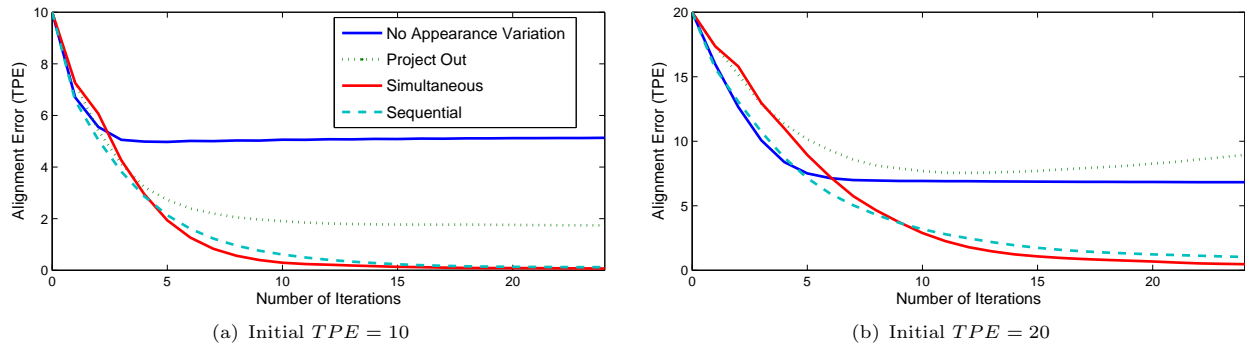 Alignment Error (TPE)
10
8
6
4
2
0
No Appearance Variation
Project Out
Simultaneous
Sequential
0 5 10 15 20
Number of Iterations
(a) Initial TPE = 10
Alignment Error (TPE)
20
15
10
5
0
0 5 10 15 20
Number of Iterations
(b) Initial TPE = 20